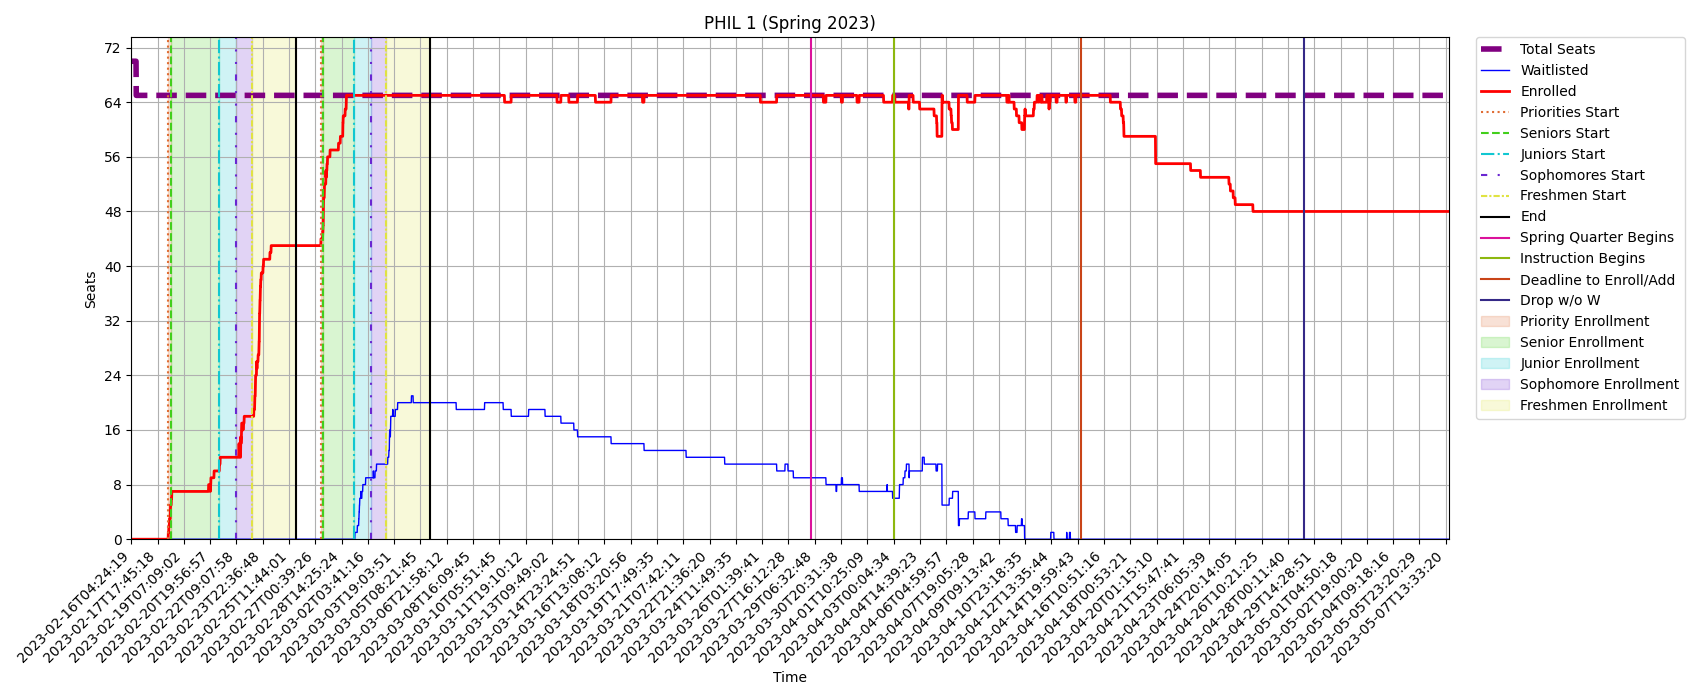 PHIL 1 (Spring 2023)
Seats
72
64
56
48
40
32
24
16
8
0
2023-02-16T04:24:19
2023-02-17T17:45:18
2023-02-19T07:09:02
2023-02-20T19:56:57
2023-02-22T09:07:58
2023-02-23T22:36:48
2023-02-25T11:44:01
2023-02-27T00:39:26
2023-02-28T14:25:24
2023-03-02T03:41:16
2023-03-03T19:03:51
2023-03-05T08:21:45
2023-03-06T21:58:12
2023-03-08T16:09:45
2023-03-10T05:51:45
2023-03-11T19:10:12
2023-03-13T09:49:02
2023-03-14T23:24:51
2023-03-16T13:08:12
2023-03-18T03:20:56
2023-03-19T17:49:35
2023-03-21T07:42:11
2023-03-22T21:36:20
2023-03-24T11:49:35
2023-03-26T01:39:41
2023-03-27T16:12:28
2023-03-29T06:32:48
2023-03-30T20:31:38
2023-04-01T10:25:09
2023-04-03T00:04:34
2023-04-04T14:39:23
2023-04-06T04:59:57
2023-04-07T19:05:28
2023-04-09T09:13:42
2023-04-10T23:18:35
2023-04-12T13:35:44
2023-04-14T19:59:43
2023-04-16T10:51:16
2023-04-18T00:53:21
2023-04-20T01:15:10
2023-04-21T15:47:41
2023-04-23T06:05:39
2023-04-24T20:14:05
2023-04-26T10:21:25
2023-04-28T00:11:40
2023-04-29T14:28:51
2023-05-01T04:50:18
2023-05-02T19:00:20
2023-05-04T09:18:16
2023-05-05T23:20:29
2023-05-07T13:33:20
Time
Total Seats
Waitlisted
Enrolled
Priorities Start
Seniors Start
Juniors Start
Sophomores Start
Freshmen Start
End
Spring Quarter Begins
Instruction Begins
Deadline to Enroll/Add
Drop w/o W
Priority Enrollment
Senior Enrollment
Junior Enrollment
Sophomore Enrollment
Freshmen Enrollment